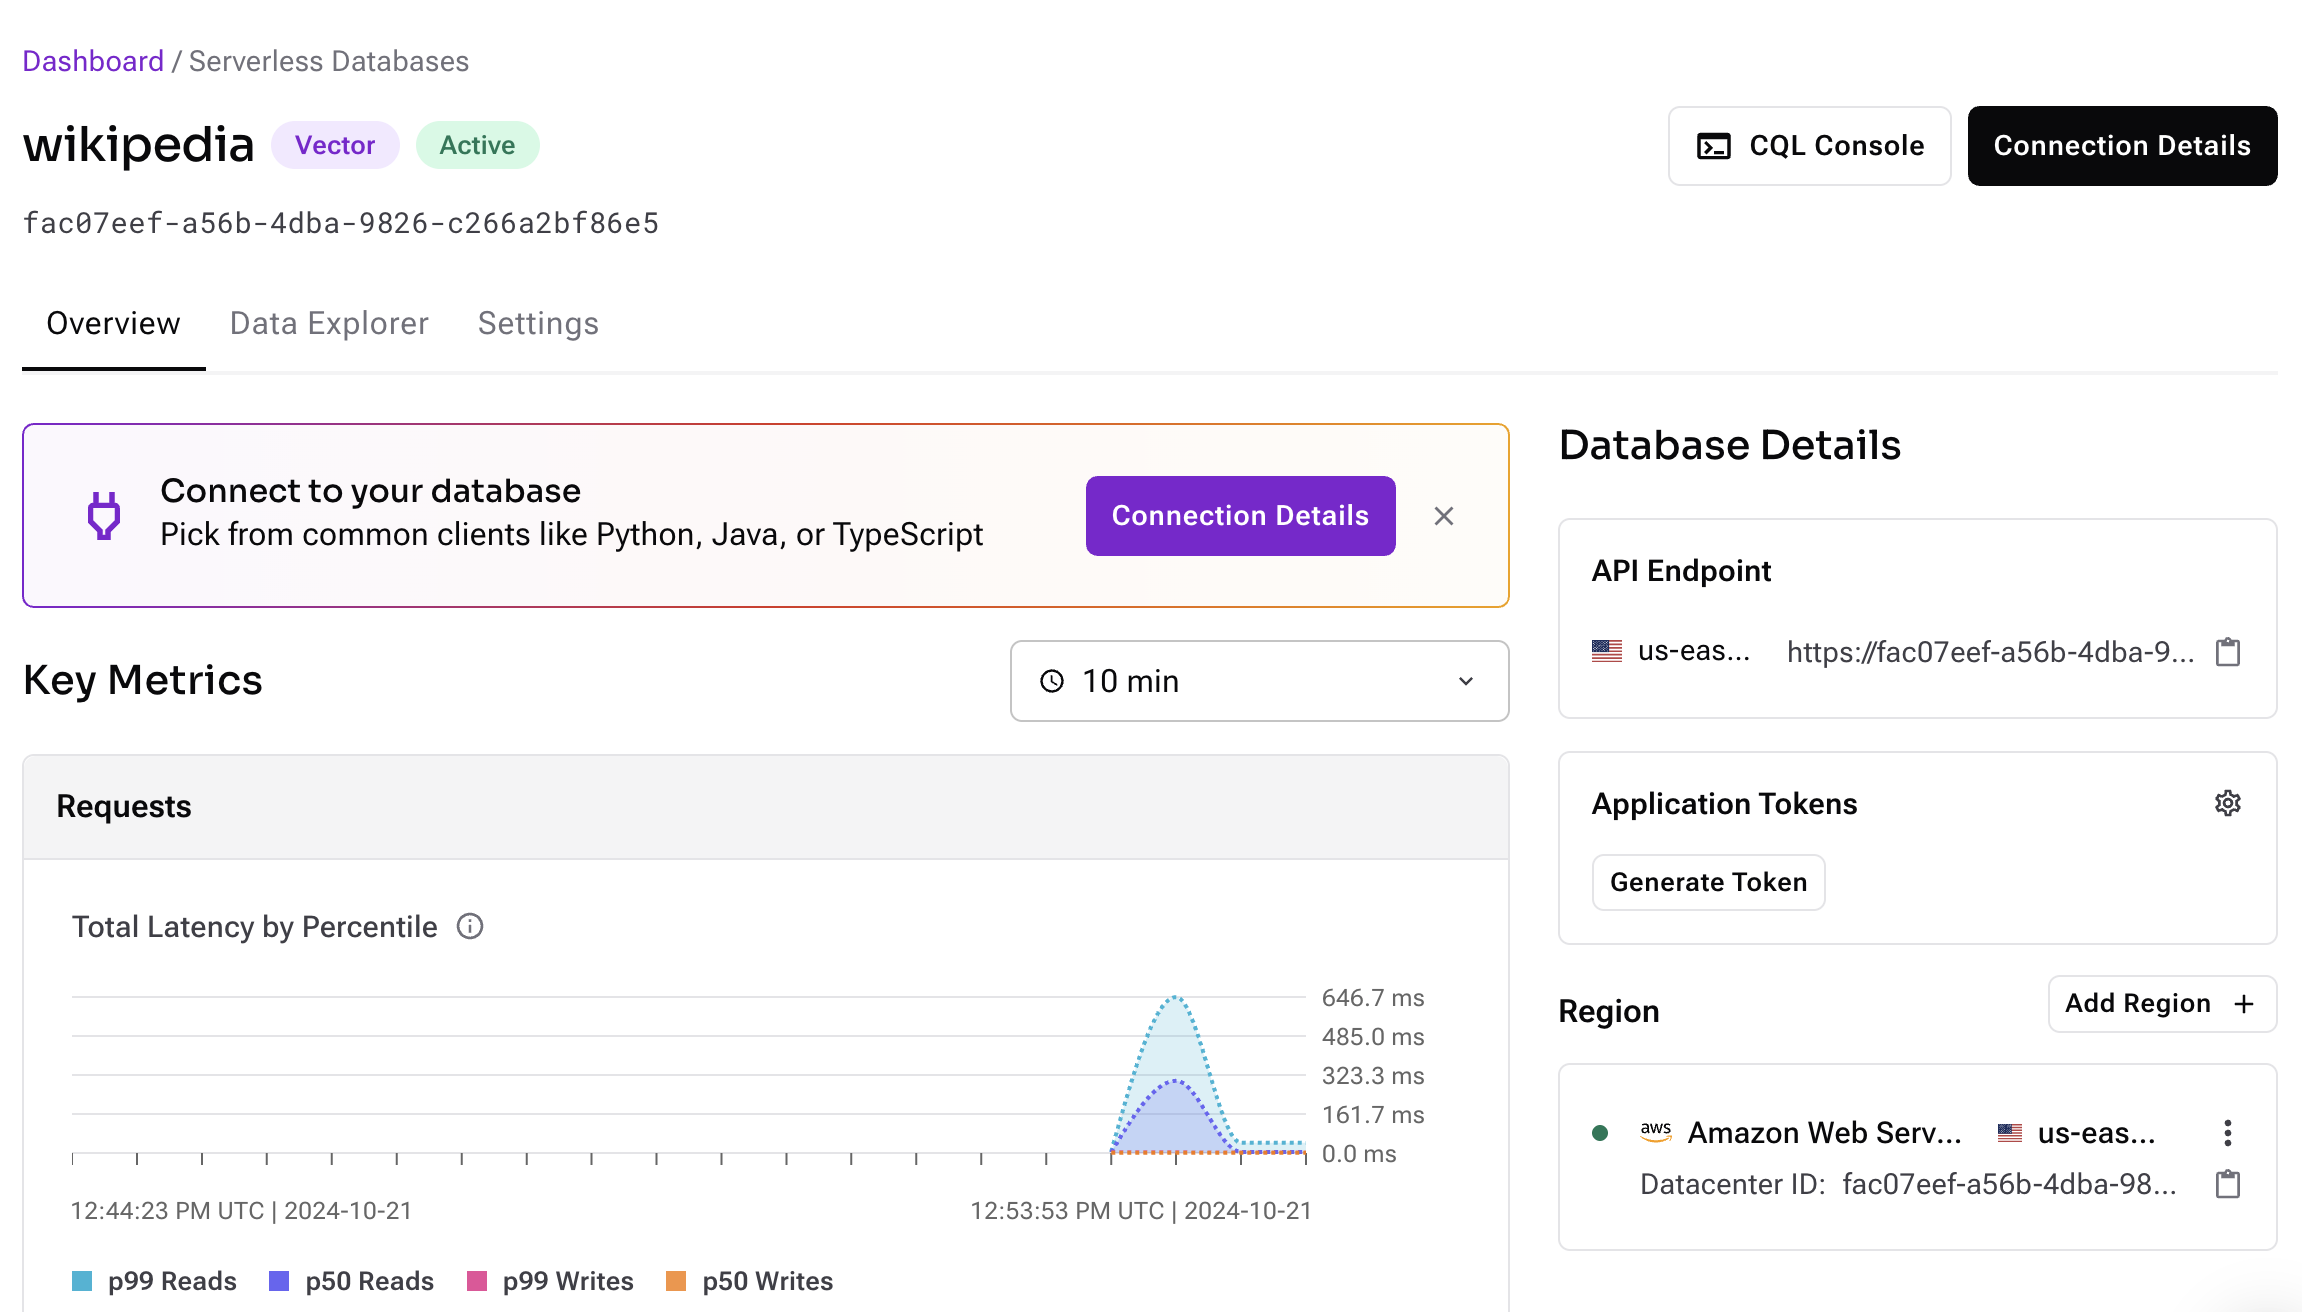 Dashboard / Serverless Databases
wikipedia Vector Active
CQL Console
Connection Details
fac07eef-a56b-4dba-9826-c266a2bf86e5
Overview Data Explorer Settings
Connect to your database
Pick from common clients like Python, Java, or TypeScript
Connection Details
Key Metrics
10 min
Requests
Total Latency by Percentile
646.7 ms
485.0 ms
323.3 ms
161.7 ms
0.0 ms
12:44:23 PM UTC | 2024-10-21
12:53:53 PM UTC | 2024-10-21
p99 Reads p50 Reads p99 Writes p50 Writes
Database Details
API Endpoint
us-eas... https://fac07eef-a56b-4dba-9...
Application Tokens
Generate Token
Region
Add Region +
aws Amazon Web Serv... us-eas...
Datacenter ID: fac07eef-a56b-4dba-98...